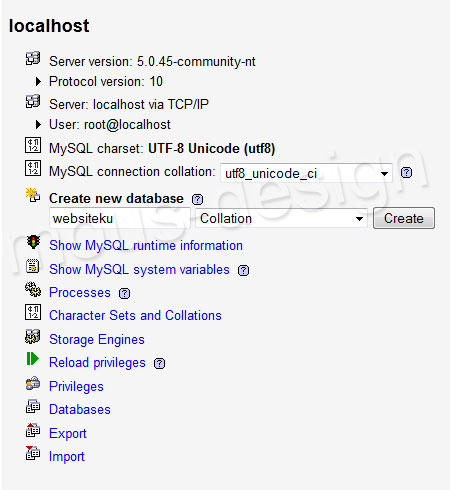 localhost
Server version: 5.0.45-community-nt
Protocol version: 10
Server: localhost via TCP/IP
User: root@localhost
MySQL charset: UTF-8 Unicode (utf8)
MySQL connection collation: utf8_unicode_ci
Create new database
websiteku Collation Create
Show MySQL runtime information
Show MySQL system variables
Processes
Character Sets and Collations
Storage Engines
Reload privileges
Privileges
Databases
Export
Import